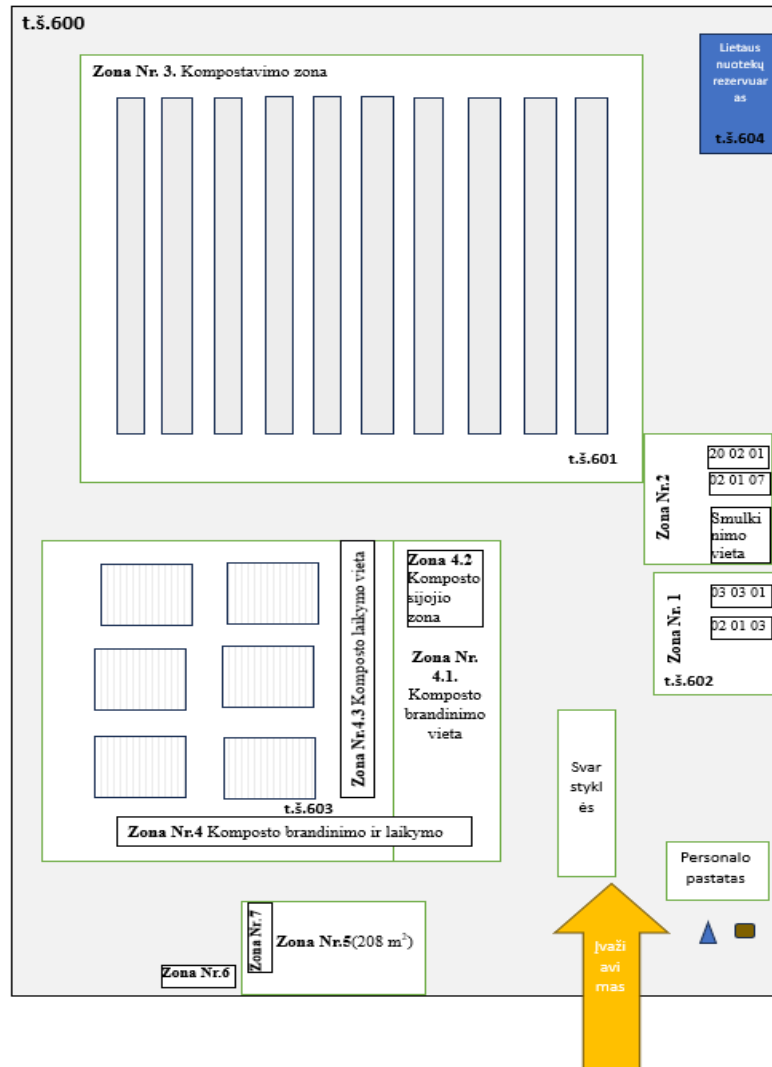 t.š.600
Lietaus
nuotekų
rezervuar
as
t.š.604
Zona Nr. 3. Kompostavimo zona
t.š.601
Zona Nr.2
20 02 01
02 01 07
Smulki
nimo
vieta
Zona Nr. 1
03 03 01
02 01 03
t.š.602
Zona 4.2
Komposto
sijojio
zona
Zona Nr.
4.1.
Komposto
brandinimo
vieta
Zona Nr.4.3 Komposto laikymo vieta
t.š.603
Zona Nr.4 Komposto brandinimo ir laikymo
Svar
stykl
ės
Personalo
pastatas
Zona Nr.7
Zona Nr.5(208 m²)
Zona Nr.6
Įvaži
avi
mas